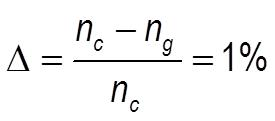 Δ = (n_c − n_g) / n_c = 1%